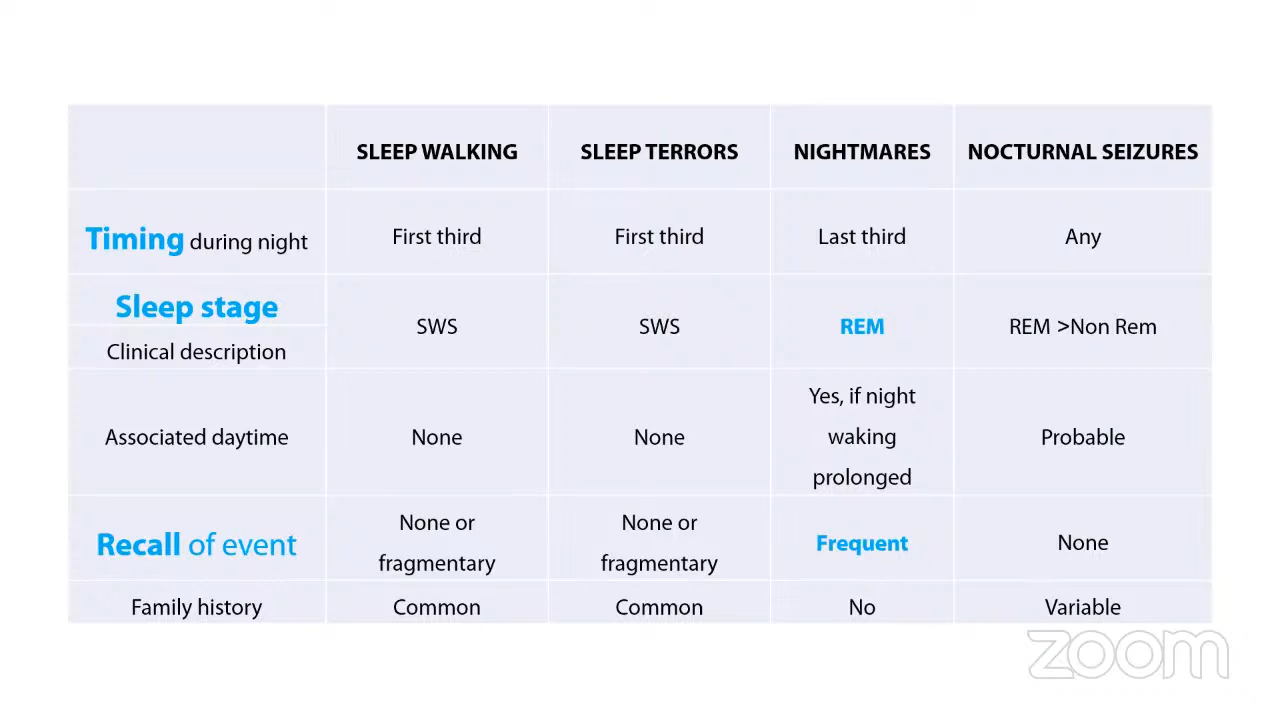 SLEEP WALKING SLEEP TERRORS NIGHTMARES NOCTURNAL SEIZURES
Timing during night First third First third Last third Any
Sleep stage
Clinical description
SWS SWS REM REM >Non Rem
Associated daytime None None
Yes, if night
waking
prolonged
Probable
Recall of event
None or
fragmentary
None or
fragmentary
Frequent None
Family history Common Common No Variable
zoom